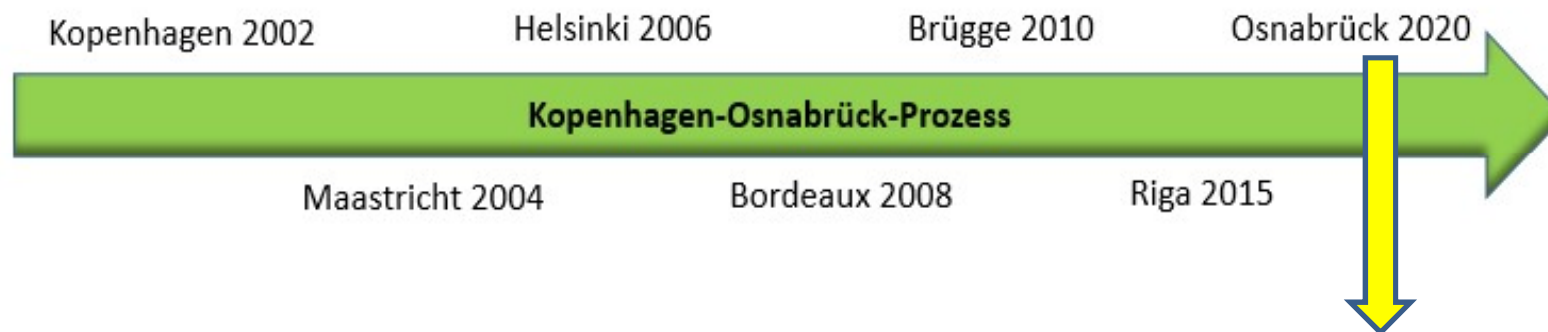 Kopenhagen 2002
Helsinki 2006
Brügge 2010
Osnabrück 2020
Kopenhagen-Osnabrück-Prozess
Maastricht 2004
Bordeaux 2008
Riga 2015